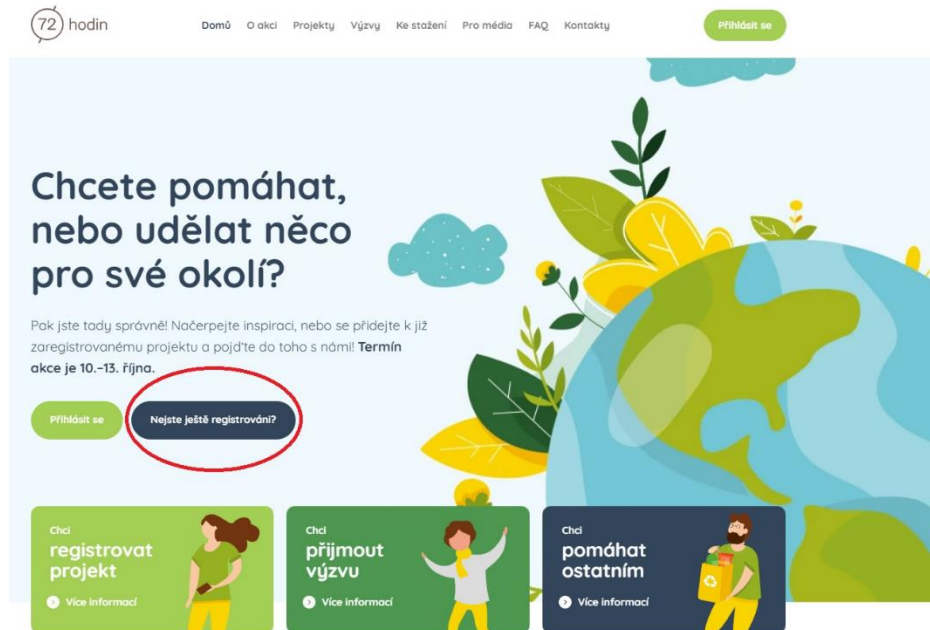 72 hodin
Domů O akci Projekty Výzvy Ke stažení Pro média FAQ Kontakty
Přihlásit se
Chcete pomáhat,
nebo udělat něco
pro své okolí?
Pak jste tady správně! Načerpejte inspiraci, nebo se přidejte k již
zaregistrovanému projektu a pojďte do toho s námi! Termín
akce je 10.–13. října.
Přihlásit se
Nejste ještě registrováni?
Chci
registrovat
projekt
Více informací
Chci
přijmout
výzvu
Více informací
Chci
pomáhat
ostatním
Více informací